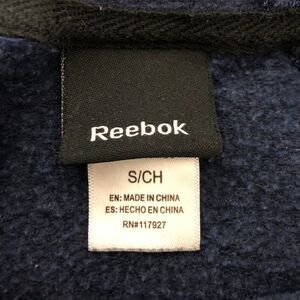 Reebok
S/CH
EN: MADE IN CHINA
ES: HECHO EN CHINA
RN#117927